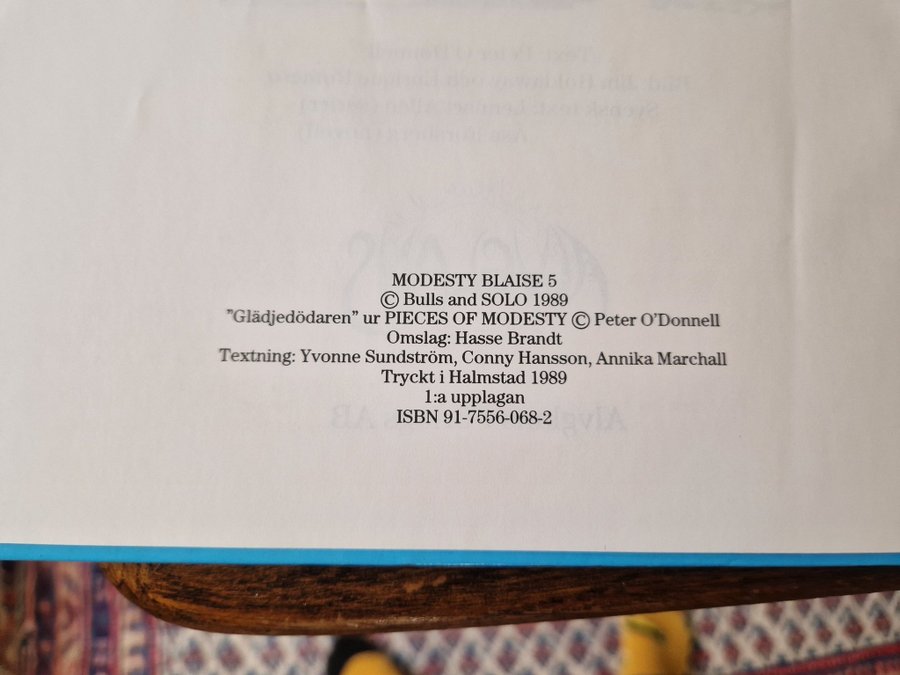 MODESTY BLAISE 5
© Bulls and SOLO 1989
"Glädjedödaren" ur PIECES OF MODESTY © Peter O'Donnell
Omslag: Hasse Brandt
Textning: Yvonne Sundström, Conny Hansson, Annika Marchall
Tryckt i Halmstad 1989
1:a upplagan
ISBN 91-7556-068-2